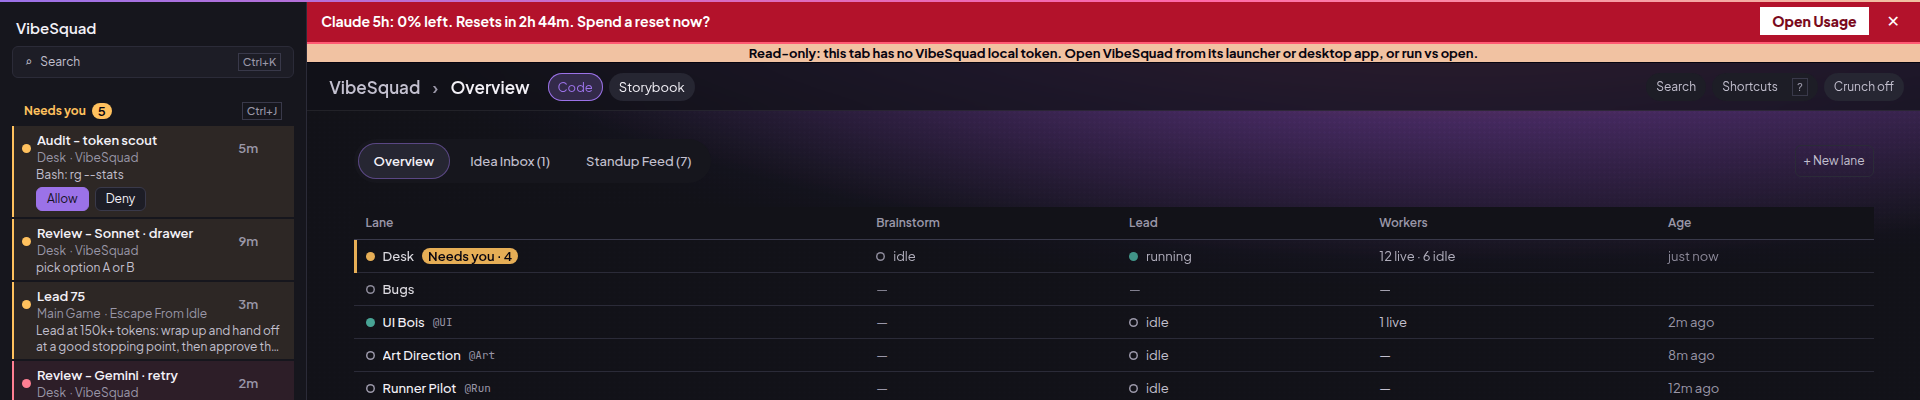 VibeSquad
Search Ctrl+K
Needs you 5 Ctrl+J
Audit - token scout 5m
Desk · VibeSquad
Bash: rg --stats
Allow Deny
Review - Sonnet · drawer 9m
Desk · VibeSquad
pick option A or B
Lead 75 3m
Main Game · Escape From Idle
Lead at 150k+ tokens: wrap up and hand off
at a good stopping point, then approve th…
Review - Gemini · retry 2m
Desk · VibeSquad
Claude 5h: 0% left. Resets in 2h 44m. Spend a reset now? Open Usage ✕
Read-only: this tab has no VibeSquad local token. Open VibeSquad from its launcher or desktop app, or run vs open.
VibeSquad › Overview Code Storybook Search Shortcuts ? Crunch off
Overview Idea Inbox (1) Standup Feed (7) + New lane
Lane Brainstorm Lead Workers Age
Desk Needs you · 4 idle running 12 live · 6 idle just now
Bugs — — —
UI Bois @UI — idle 1 live 2m ago
Art Direction @Art — idle — 8m ago
Runner Pilot @Run — idle — 12m ago